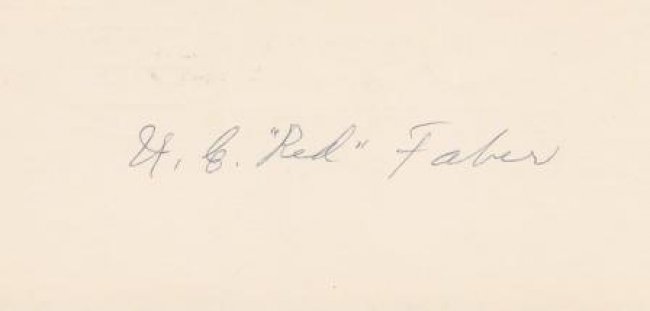 U. C. "Red" Faber